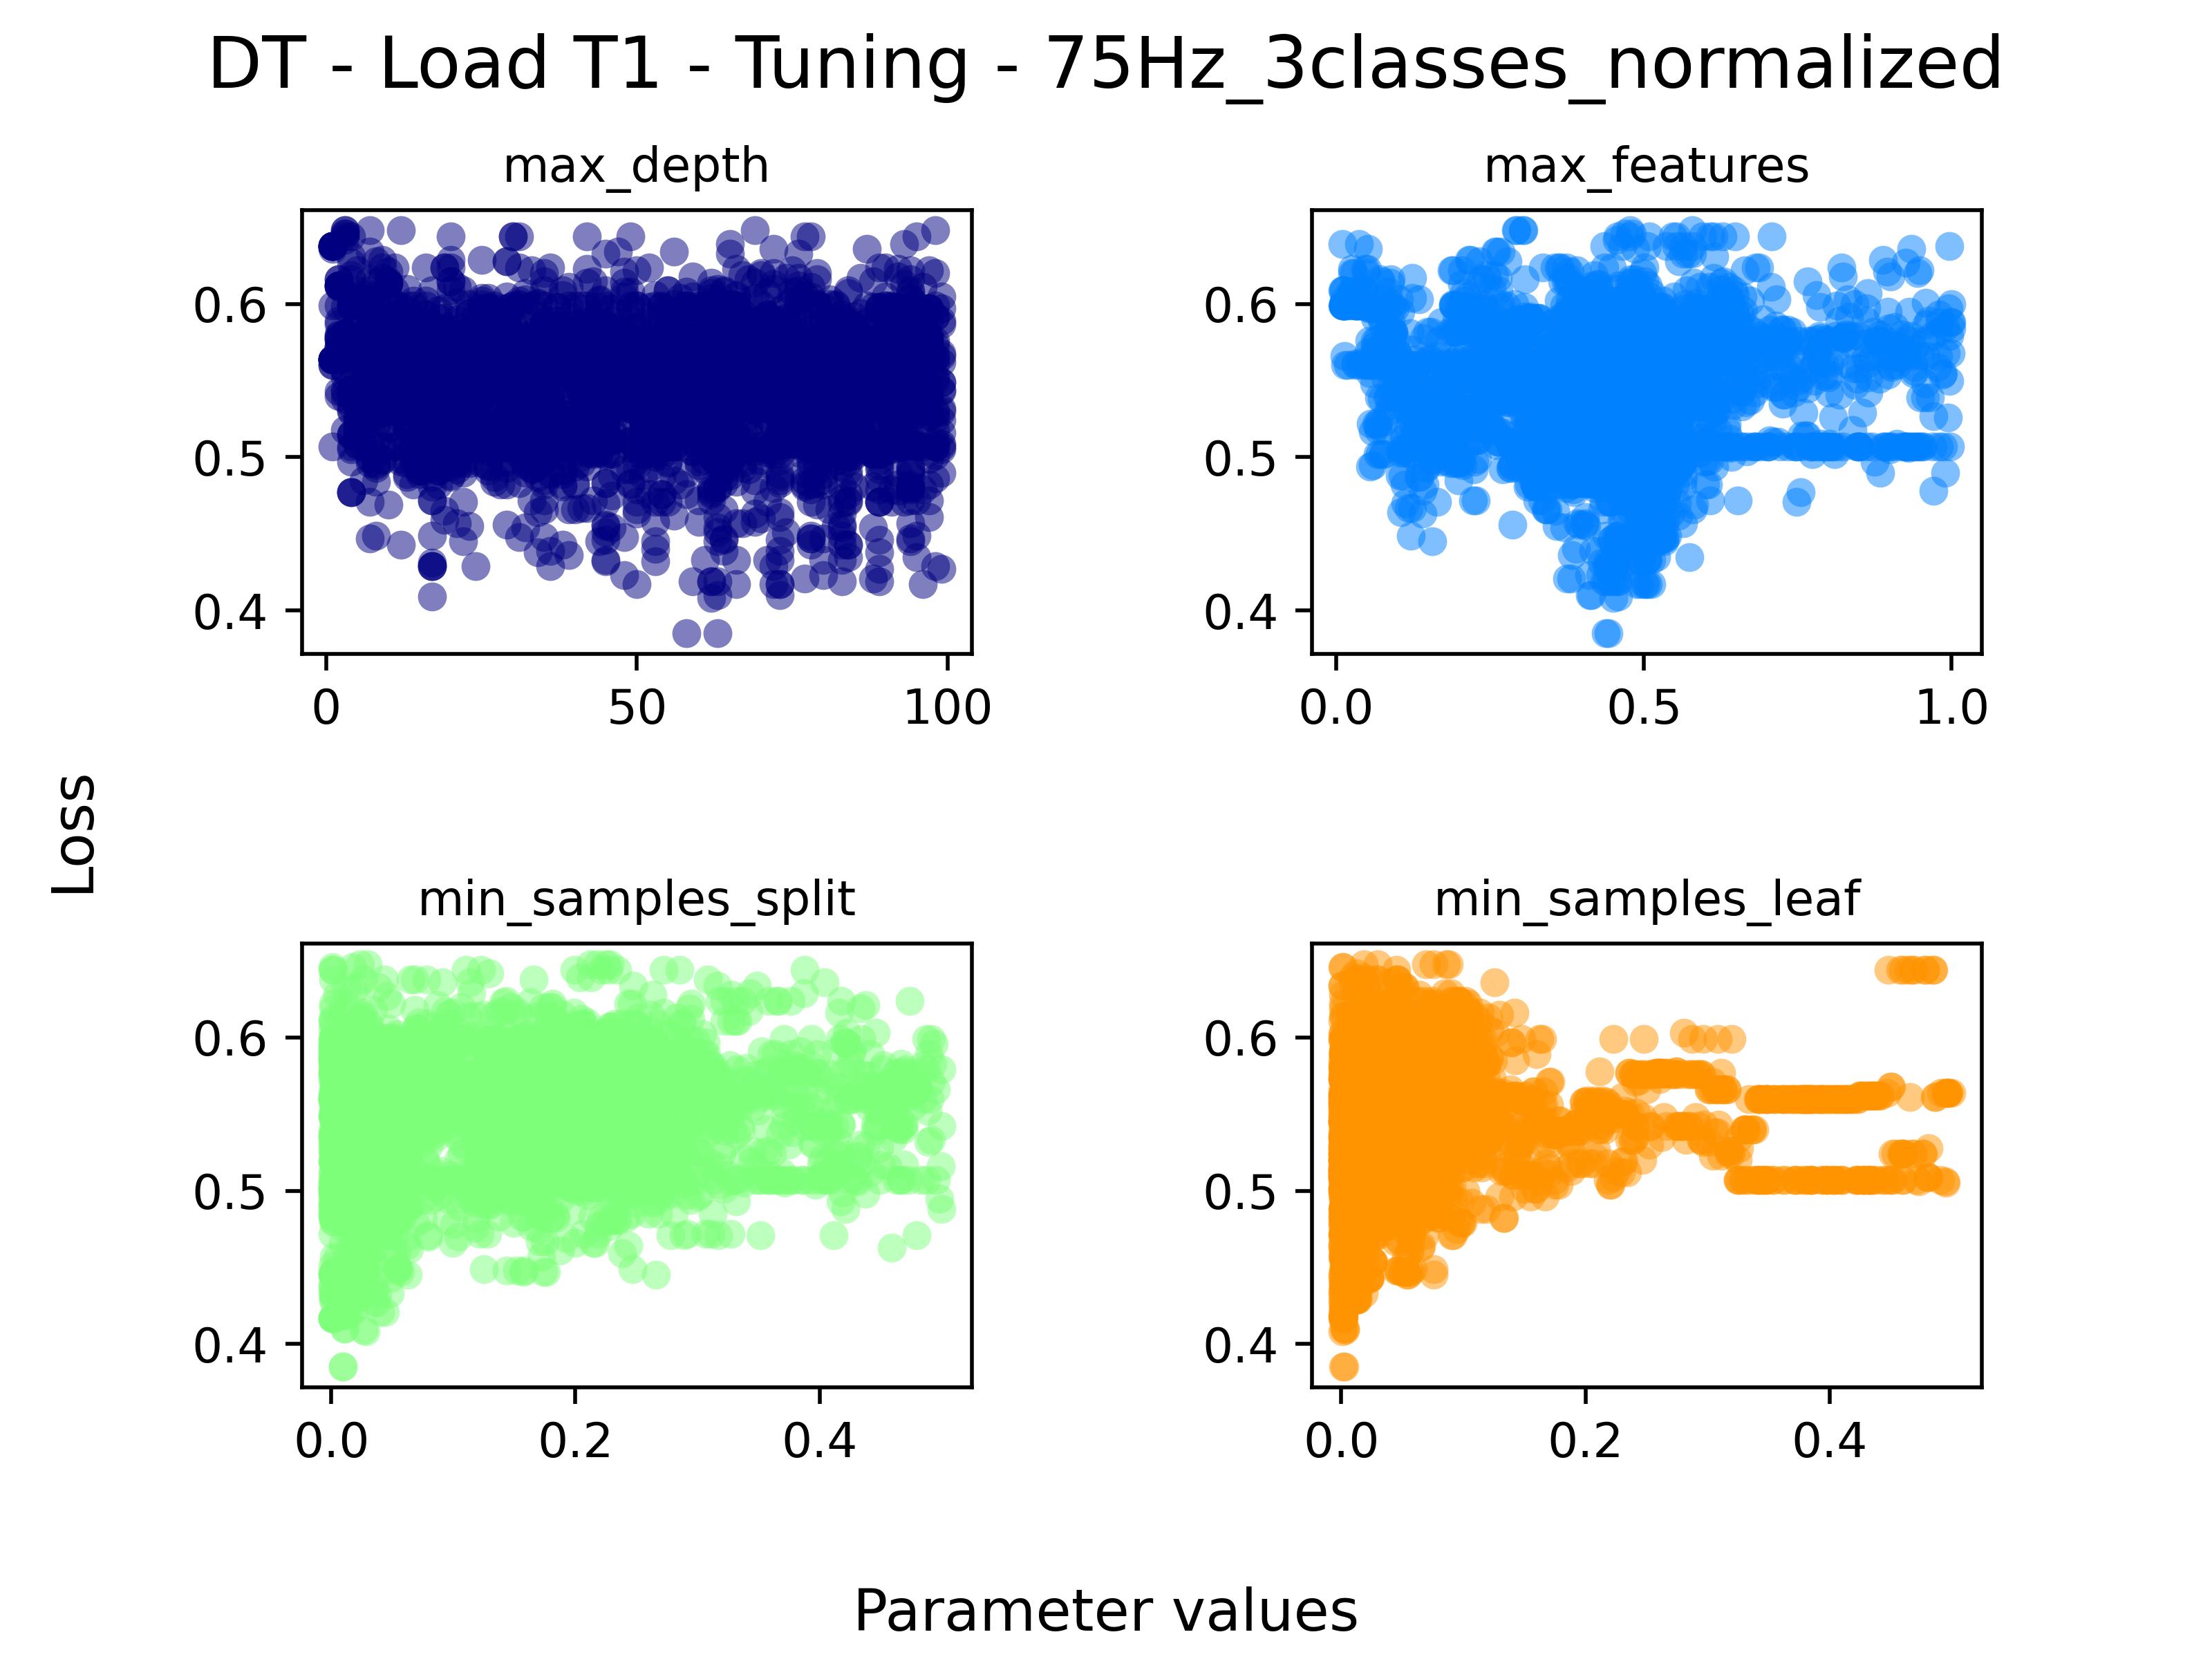 DT - Load T1 - Tuning - 75Hz_3classes_normalized
max_depth
0.6
0.5
0.4
0 50 100
max_features
0.6
0.5
0.4
0.0 0.5 1.0
Loss
min_samples_split
0.6
0.5
0.4
0.0 0.2 0.4
min_samples_leaf
0.6
0.5
0.4
0.0 0.2 0.4
Parameter values